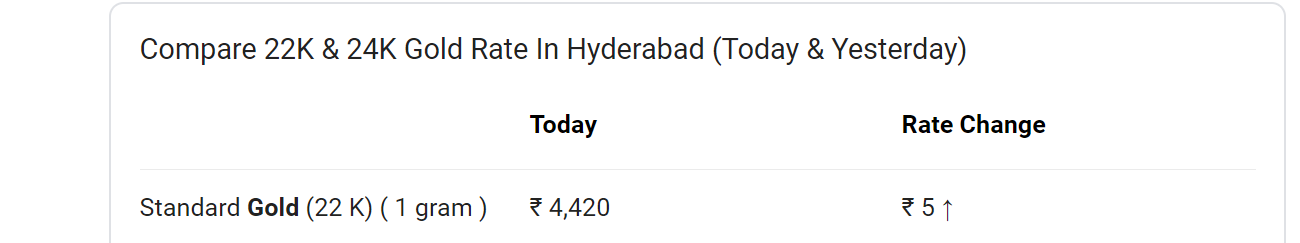 Compare 22K & 24K Gold Rate In Hyderabad (Today & Yesterday)
Today Rate Change
Standard Gold (22 K) ( 1 gram ) ₹ 4,420 ₹ 5 ↑